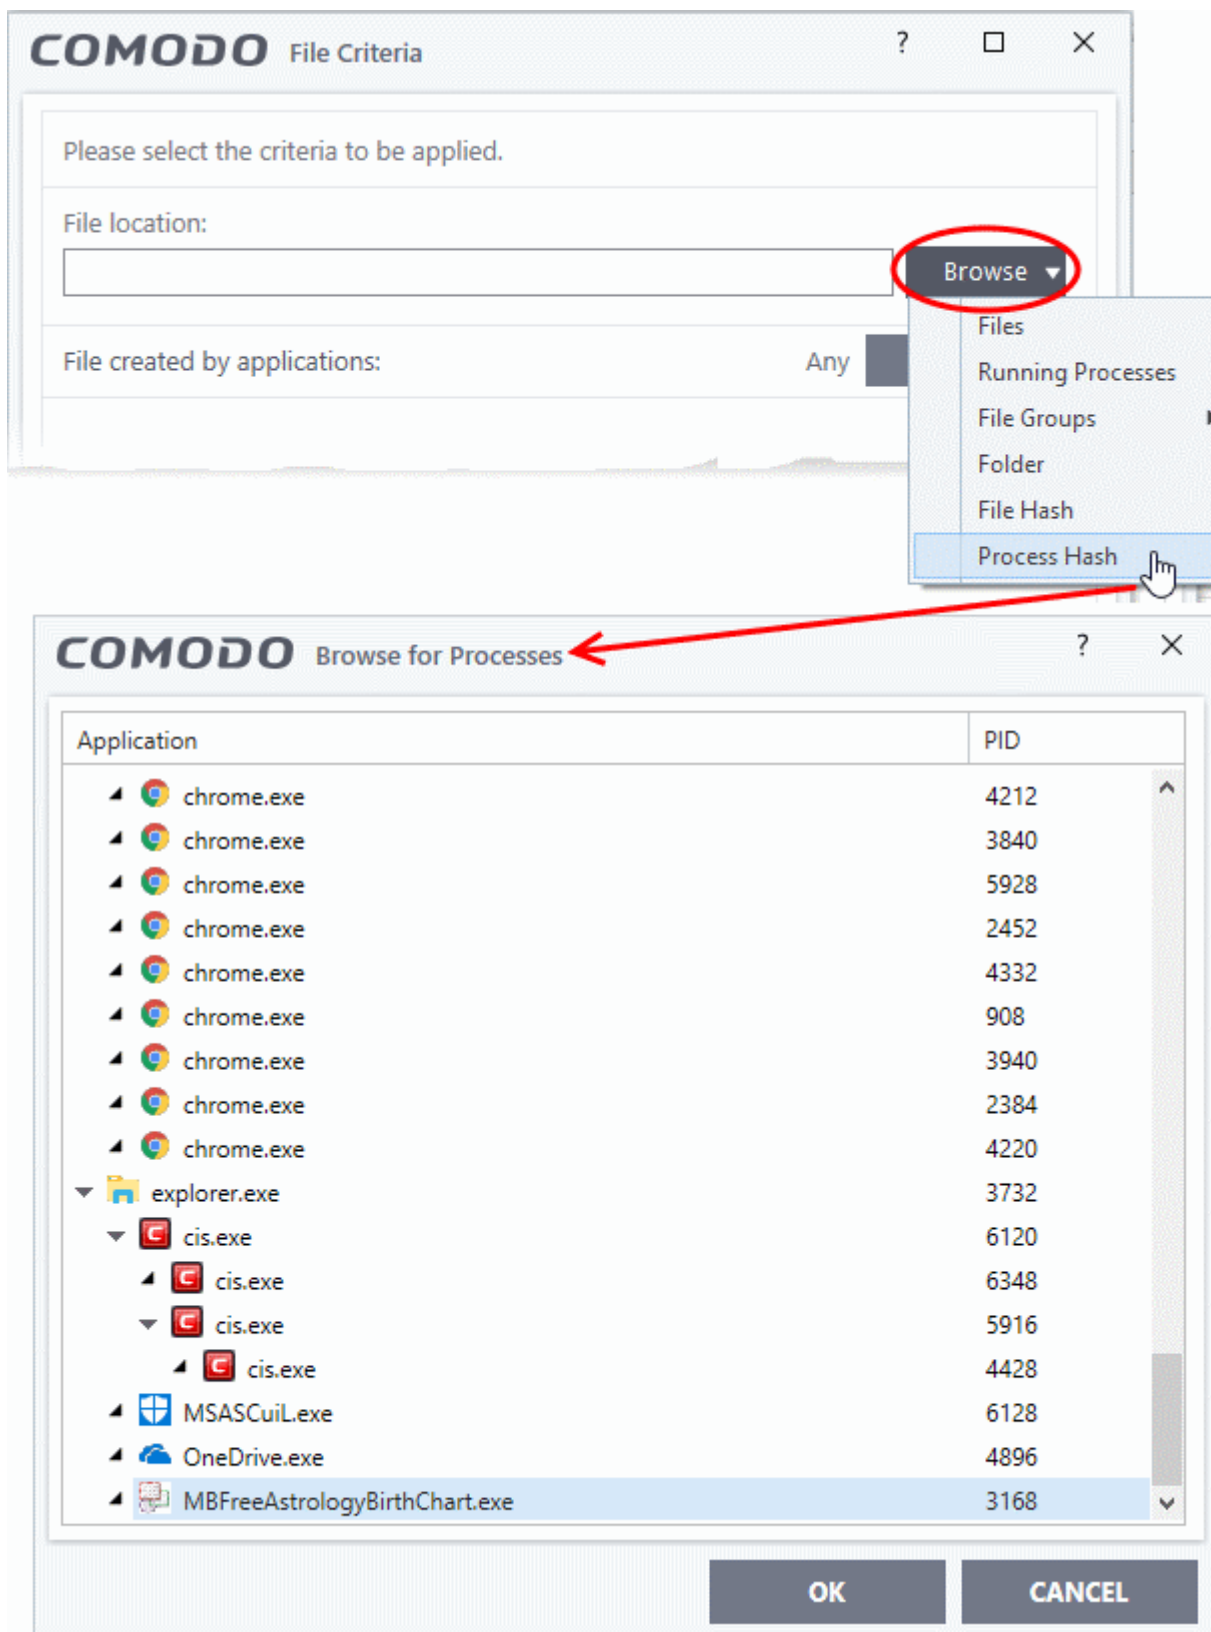 COMODO File Criteria ?
Please select the criteria to be applied.
File location:
Browse
Files
File created by applications: Any
Running Processes
File Groups
Folder
File Hash
Process Hash
COMODO Browse for Processes ?
Application PID
chrome.exe 4212
chrome.exe 3840
chrome.exe 5928
chrome.exe 2452
chrome.exe 4332
chrome.exe 908
chrome.exe 3940
chrome.exe 2384
chrome.exe 4220
explorer.exe 3732
cis.exe 6120
cis.exe 6348
cis.exe 5916
cis.exe 4428
MSASCuiL.exe 6128
OneDrive.exe 4896
MBFreeAstrologyBirthChart.exe 3168
OK CANCEL